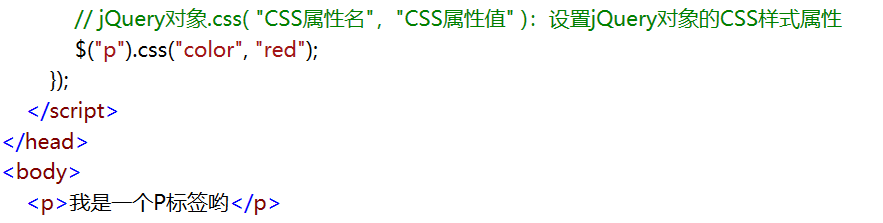 // jQuery对象.css( "CSS属性名"，"CSS属性值" )：设置jQuery对象的CSS样式属性
$("p").css("color", "red");
});
</script>
</head>
<body>
<p>我是一个P标签哟</p>